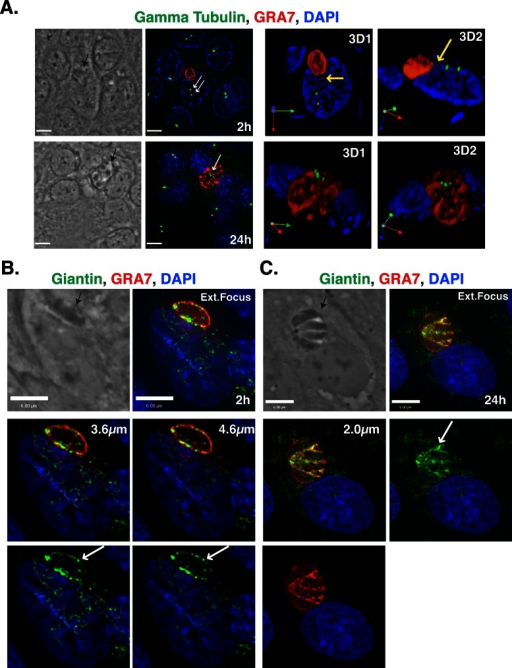 A.
Gamma Tubulin, GRA7, DAPI
2h
3D1
3D2
24h
3D1
3D2
B.
Giantin, GRA7, DAPI
Ext.Focus
2h
3.6µm
4.6µm
C.
Giantin, GRA7, DAPI
Ext.Focus
24h
2.0µm